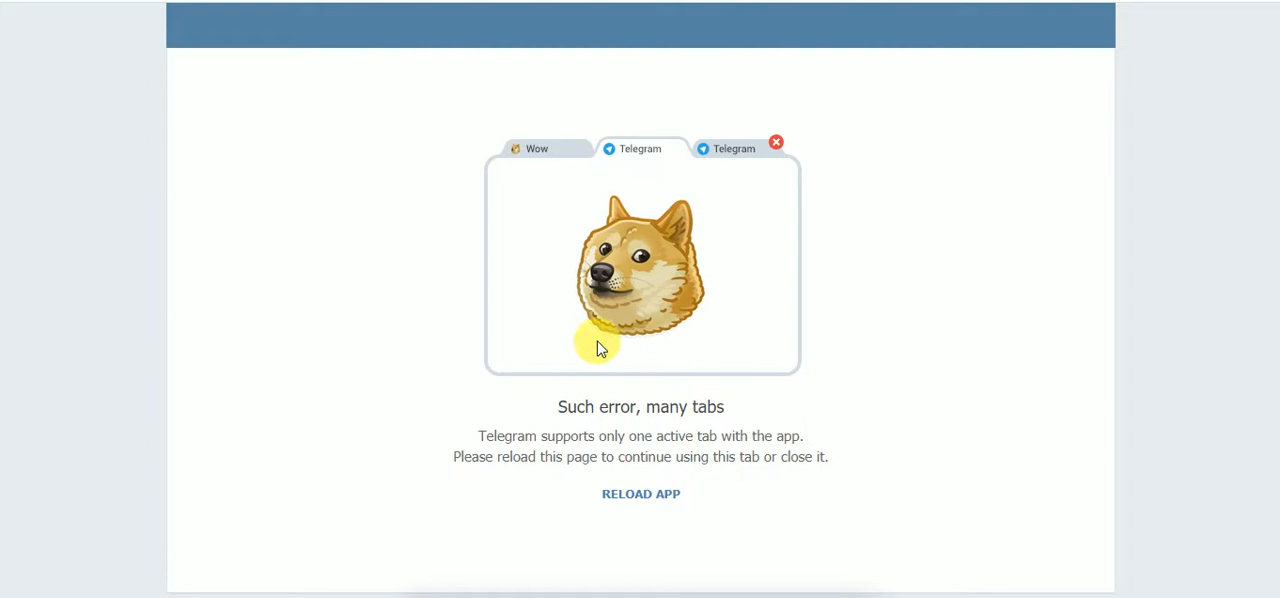 Wow
Telegram
Telegram
Such error, many tabs
Telegram supports only one active tab with the app.
Please reload this page to continue using this tab or close it.
RELOAD APP